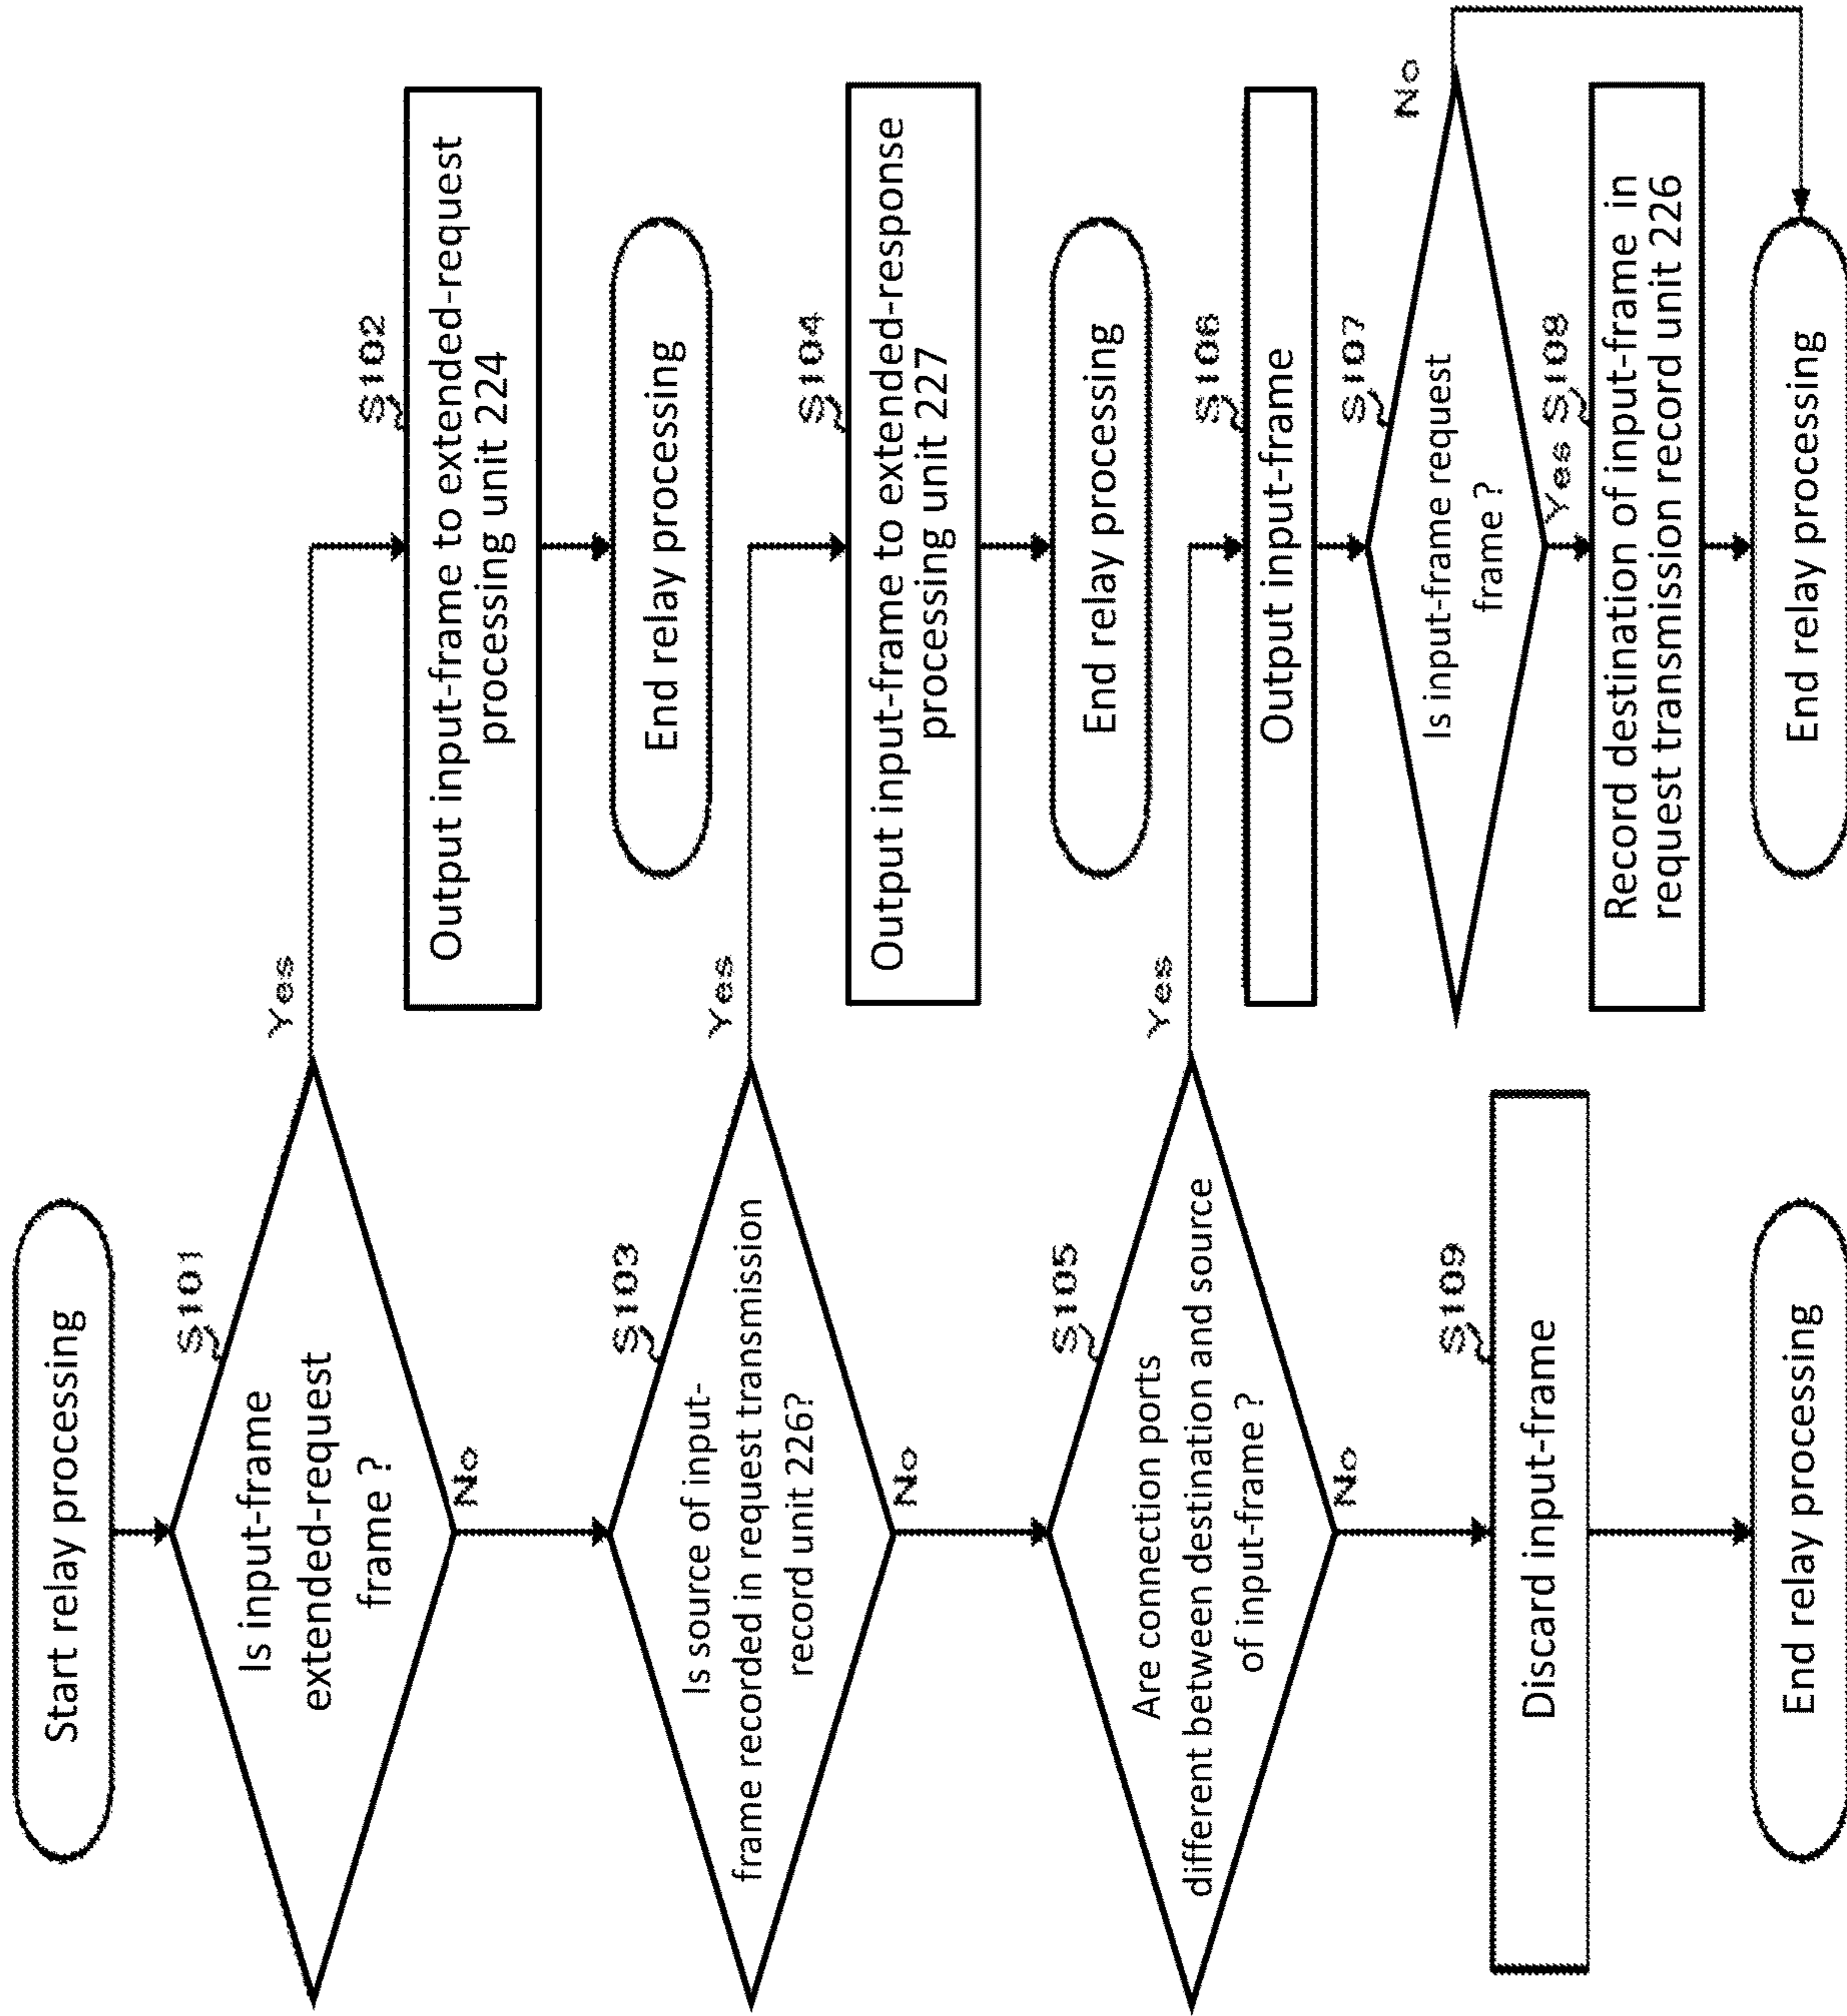 Start relay processing
S101
Is input-frame
extended-request
frame ?
Yes
No
S102
Output input-frame to extended-request
processing unit 224
End relay processing
S103
Is source of input-
frame recorded in request transmission
record unit 226?
Yes
No
S104
Output input-frame to extended-response
processing unit 227
End relay processing
S105
Are connection ports
different between destination and source
of input-frame ?
Yes
No
S106
Output input-frame
S107
Is input-frame request
frame ?
No
Yes
S108
Record destination of input-frame in
request transmission record unit 226
End relay processing
S109
Discard input-frame
End relay processing